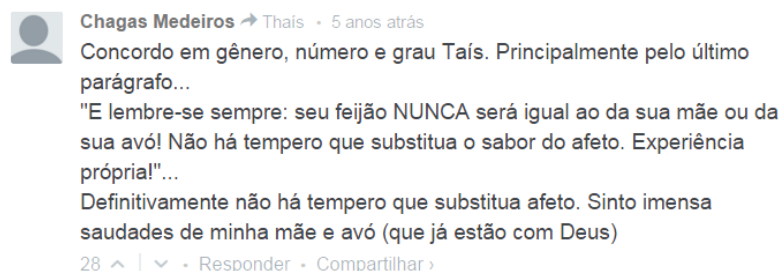 Chagas Medeiros → Thaís • 5 anos atrás
Concordo em gênero, número e grau Taís. Principalmente pelo último
parágrafo...
"E lembre-se sempre: seu feijão NUNCA será igual ao da sua mãe ou da
sua avó! Não há tempero que substitua o sabor do afeto. Experiência
própria!"...
Definitivamente não há tempero que substitua afeto. Sinto imensa
saudades de minha mãe e avó (que já estão com Deus)
28 • Responder • Compartilhar ›